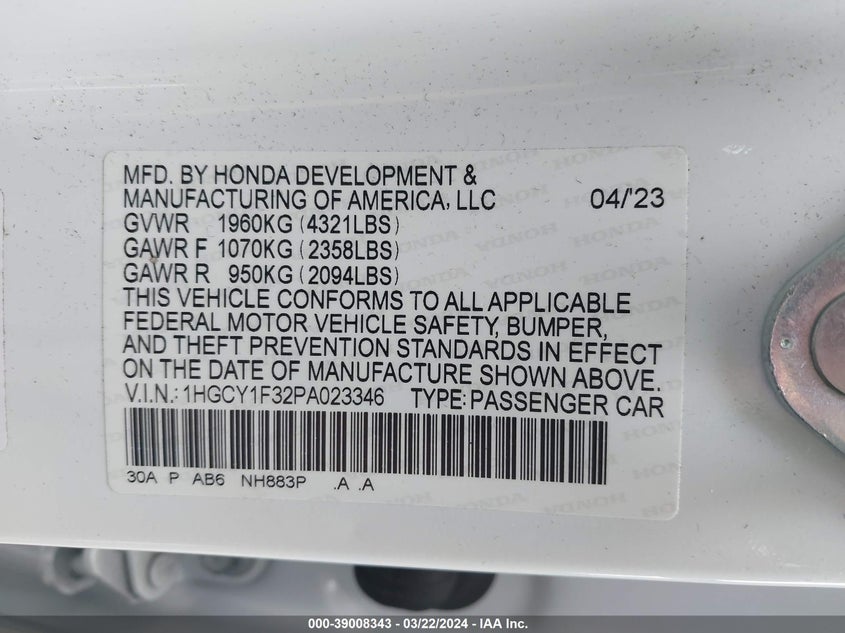 MFD. BY HONDA DEVELOPMENT &
MANUFACTURING OF AMERICA, LLC 04/'23
GVWR 1960KG (4321LBS)
GAWR F 1070KG (2358LBS)
GAWR R 950KG (2094LBS)
THIS VEHICLE CONFORMS TO ALL APPLICABLE
FEDERAL MOTOR VEHICLE SAFETY, BUMPER,
AND THEFT PREVENTION STANDARDS IN EFFECT
ON THE DATE OF MANUFACTURE SHOWN ABOVE.
V.I.N.: 1HGCY1F32PA023346 TYPE: PASSENGER CAR
30A P AB6 NH883P .A .A
000-39008343 / 03/22/2024 - IAA Inc.